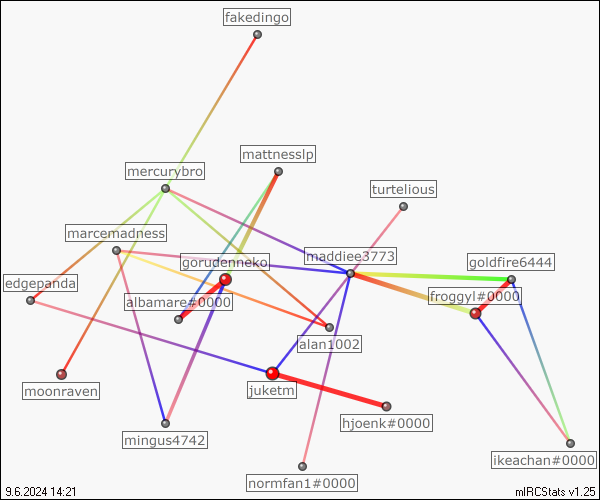 fakedingo
mattnesslp
mercurybro
turtelious
marcemadness
maddiee3773
gorudenneko
goldfire6444
edgepanda
froggyl#0000
albamare#0000
alan1002
moonraven
juketm
hjoenk#0000
mingus4742
ikeachan#0000
normfan1#0000
9.6.2024 14:21
mIRCStats v1.25